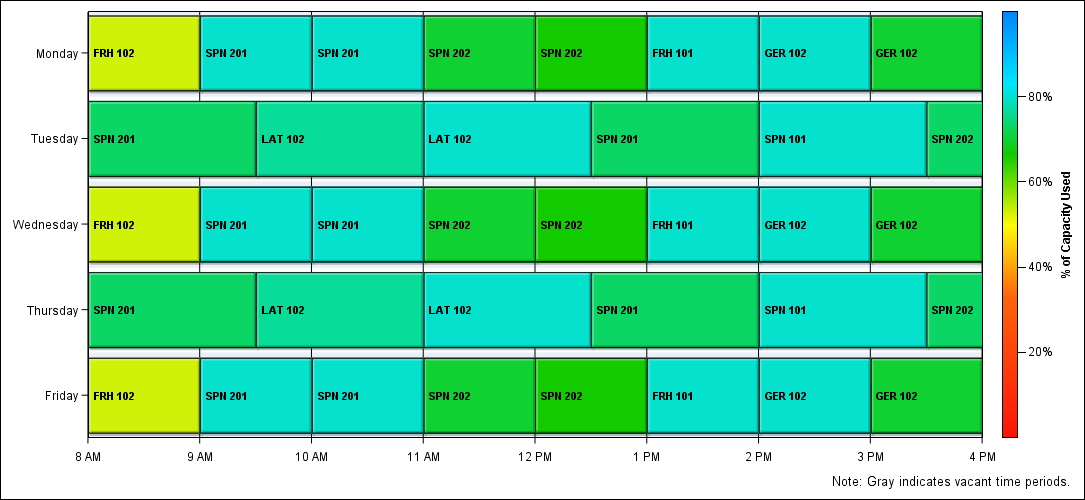 Monday FRH 102 SPN 201 SPN 201 SPN 202 SPN 202 FRH 101 GER 102 GER 102
80%
Tuesday SPN 201 LAT 102 LAT 102 SPN 201 SPN 101 SPN 202
60%
Wednesday FRH 102 SPN 201 SPN 201 SPN 202 SPN 202 FRH 101 GER 102 GER 102
% of Capacity Used
40%
Thursday SPN 201 LAT 102 LAT 102 SPN 201 SPN 101 SPN 202
20%
Friday FRH 102 SPN 201 SPN 201 SPN 202 SPN 202 FRH 101 GER 102 GER 102
8 AM 9 AM 10 AM 11 AM 12 PM 1 PM 2 PM 3 PM 4 PM
Note: Gray indicates vacant time periods.